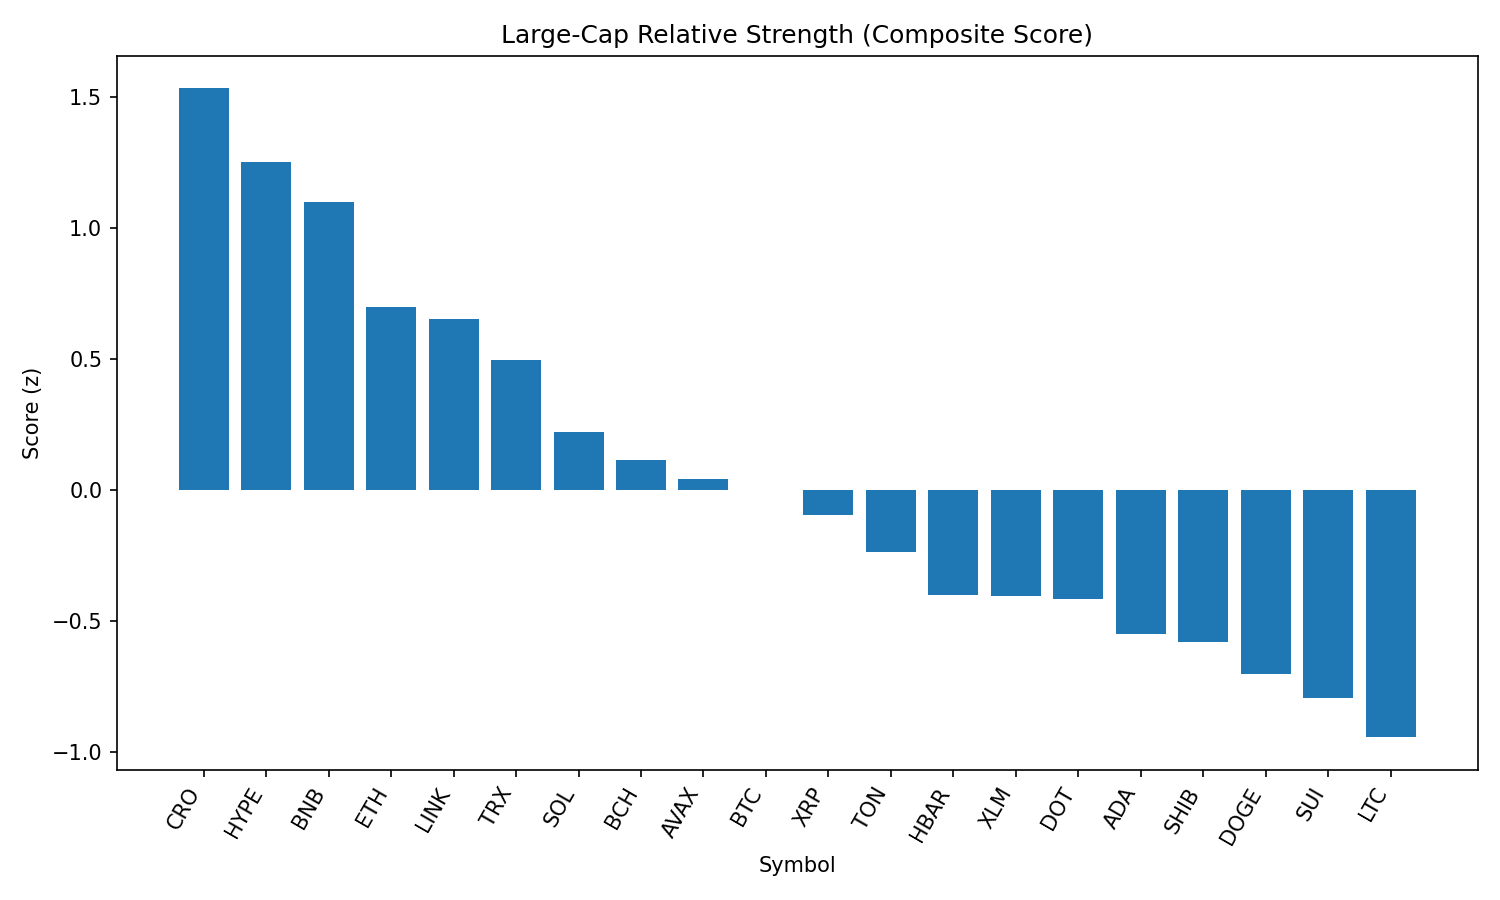 Large-Cap Relative Strength (Composite Score)
Score (z)
1.5
1.0
0.5
0.0
−0.5
−1.0
CRO
HYPE
BNB
ETH
LINK
TRX
SOL
BCH
AVAX
BTC
XRP
TON
HBAR
XLM
DOT
ADA
SHIB
DOGE
SUI
LTC
Symbol